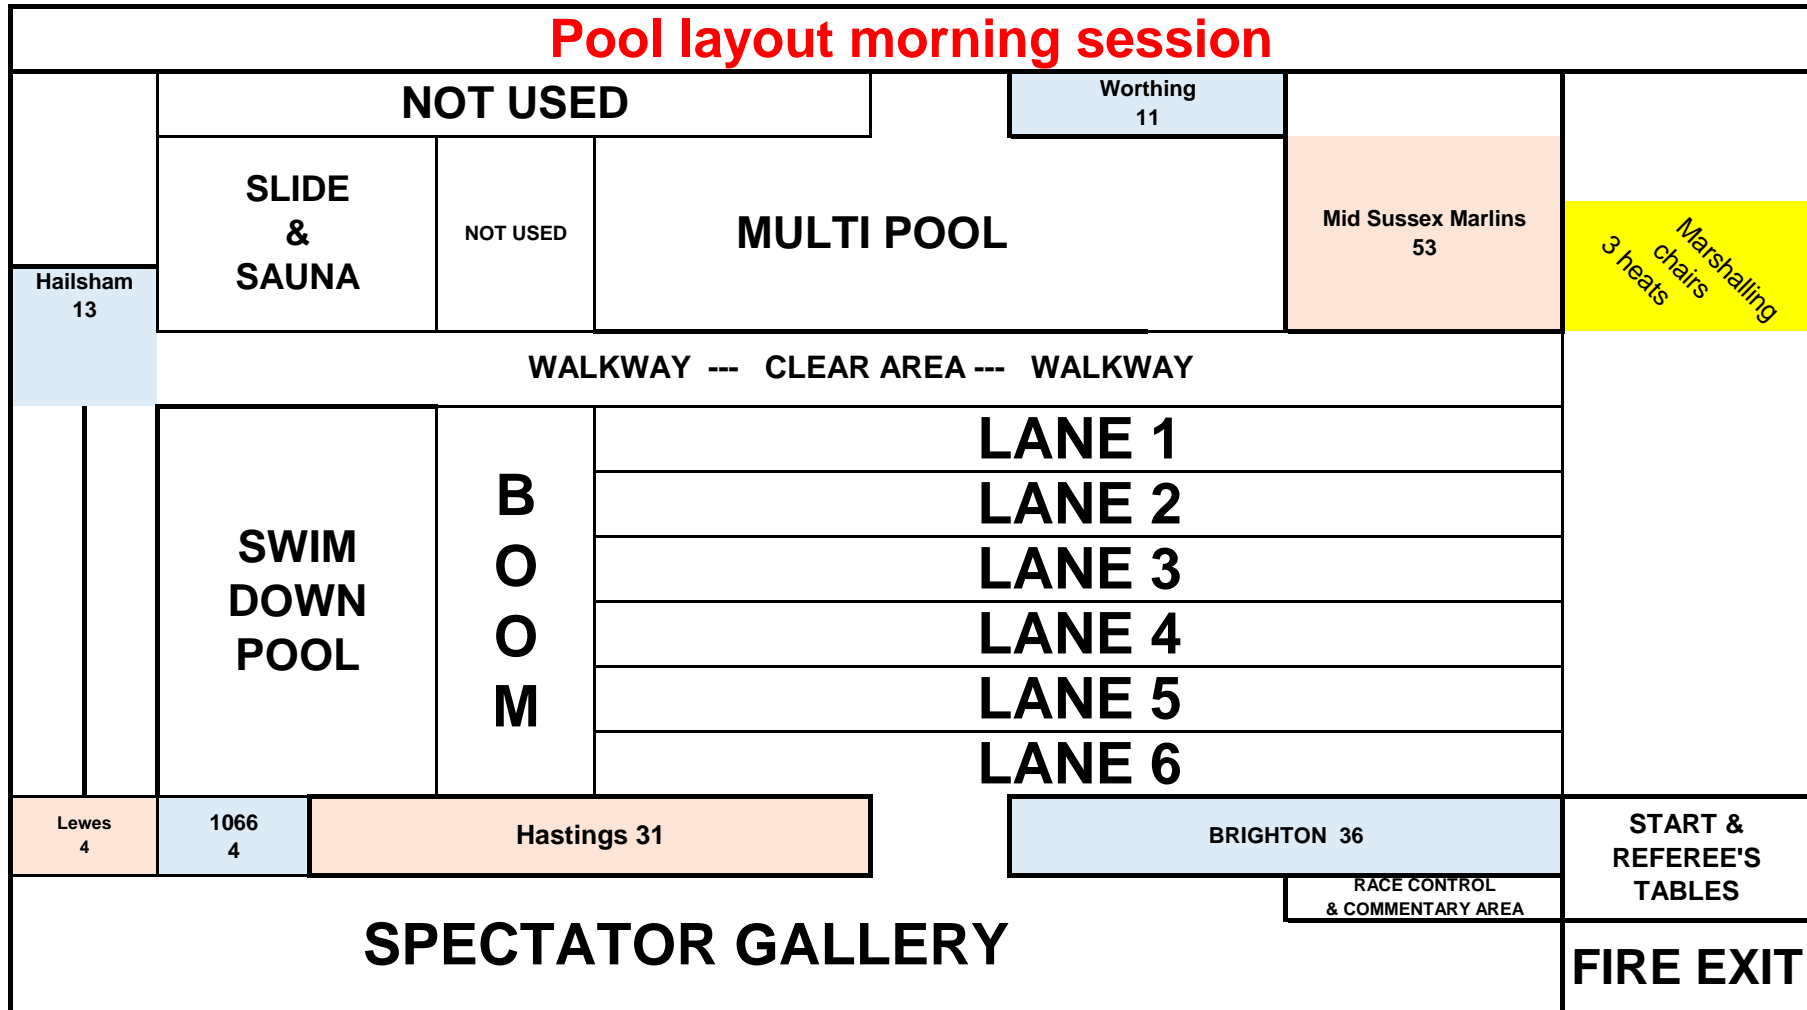 Pool layout morning session
NOT USED
Worthing
11
SLIDE
&
SAUNA
NOT USED
MULTI POOL
Mid Sussex Marlins
53
Marshalling
chairs
3 heats
Hailsham
13
WALKWAY --- CLEAR AREA --- WALKWAY
SWIM
DOWN
POOL
B
O
O
M
LANE 1
LANE 2
LANE 3
LANE 4
LANE 5
LANE 6
Lewes
4
1066
4
Hastings 31
BRIGHTON 36
START &
REFEREE'S
TABLES
RACE CONTROL
& COMMENTARY AREA
SPECTATOR GALLERY
FIRE EXIT